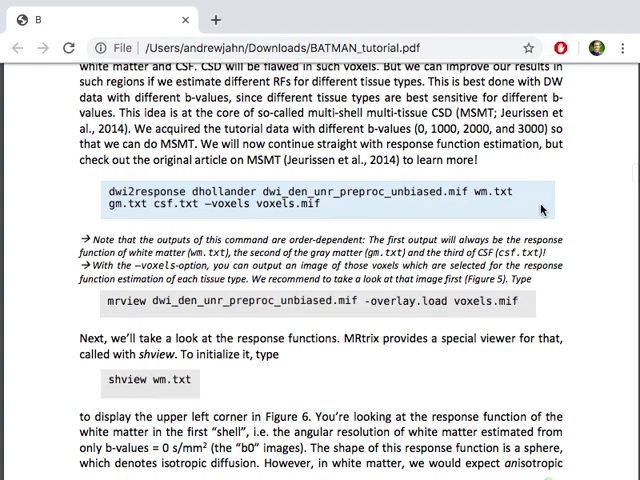 B
File | /Users/andrewjahn/Downloads/BATMAN_tutorial.pdf
white matter and CSF. CSD will be flawed in such voxels. But we can improve our results in
such regions if we estimate different RFs for different tissue types. This is best done with DW
data with different b-values, since different tissue types are best sensitive for different b-
values. This idea is at the core of so-called multi-shell multi-tissue CSD (MSMT; Jeurissen et
al., 2014). We acquired the tutorial data with different b-values (0, 1000, 2000, and 3000) so
that we can do MSMT. We will now continue straight with response function estimation, but
check out the original article on MSMT (Jeurissen et al., 2014) to learn more!
dwi2response dhollander dwi_den_unr_preproc_unbiased.mif wm.txt
gm.txt csf.txt –voxels voxels.mif
→ Note that the outputs of this command are order-dependent: The first output will always be the response
function of white matter (wm.txt), the second of the gray matter (gm.txt) and the third of CSF (csf.txt)!
→ With the –voxels-option, you can output an image of those voxels which are selected for the response
function estimation of each tissue type. We recommend to take a look at that image first (Figure 5). Type
mrview dwi_den_unr_preproc_unbiased.mif -overlay.load voxels.mif
Next, we'll take a look at the response functions. MRtrix provides a special viewer for that,
called with shview. To initialize it, type
shview wm.txt
to display the upper left corner in Figure 6. You're looking at the response function of the
white matter in the first "shell", i.e. the angular resolution of white matter estimated from
only b-values = 0 s/mm² (the "b0" images). The shape of this response function is a sphere,
which denotes isotropic diffusion. However, in white matter, we would expect anisotropic